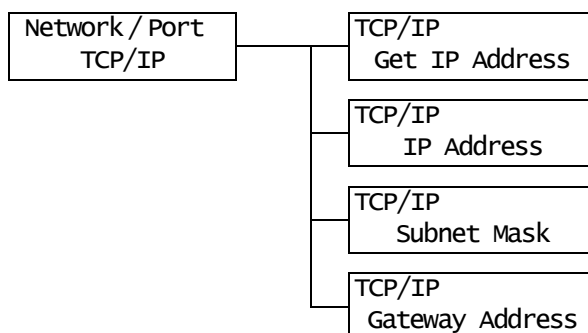 Network / Port
TCP/IP
TCP/IP
Get IP Address
TCP/IP
IP Address
TCP/IP
Subnet Mask
TCP/IP
Gateway Address